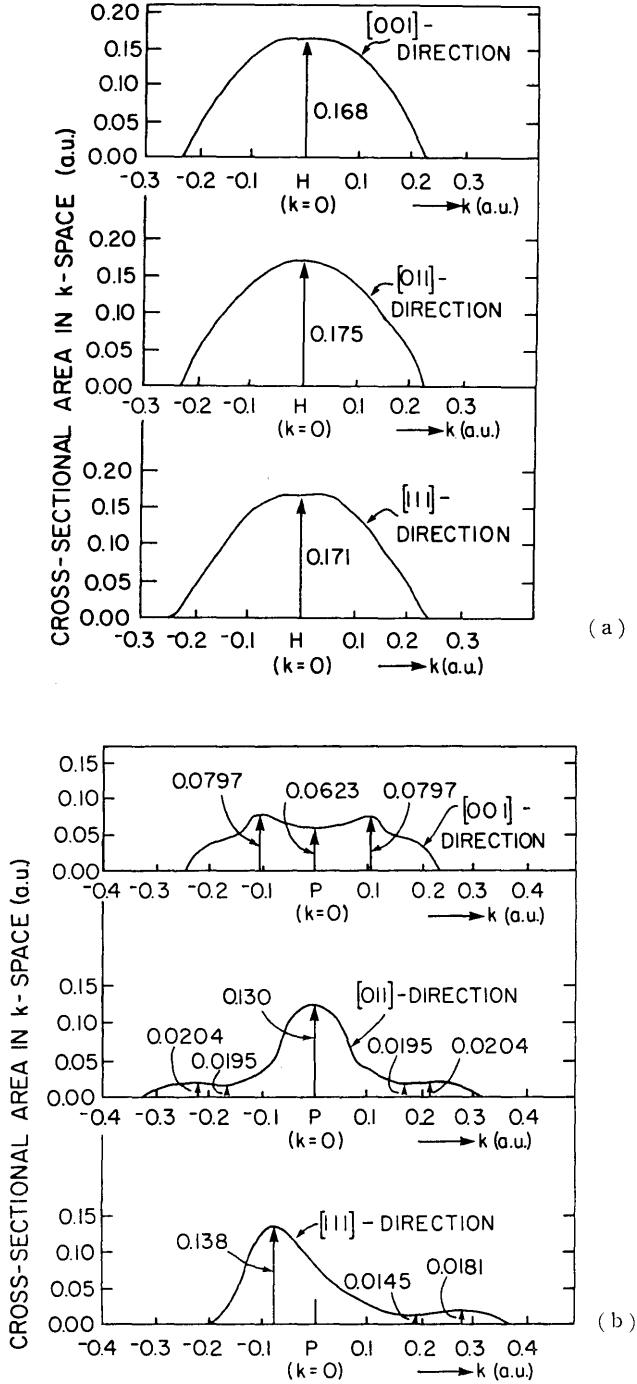 CROSS-SECTIONAL AREA IN k-SPACE (a.u.)
0.20
0.15
0.10
0.05
0.00
[001]-
DIRECTION
0.168
-0.3 -0.2 -0.1 H 0.1 0.2 0.3
(k=0) k (a.u.)
0.20
0.15
0.10
0.05
0.00
[011]-
DIRECTION
0.175
-0.3 -0.2 -0.1 H 0.1 0.2 0.3
(k=0) k (a.u.)
0.20
0.15
0.10
0.05
0.00
[111]-
DIRECTION
0.171
-0.3 -0.2 -0.1 H 0.1 0.2 0.3
(k=0) k (a.u.)
(a)
CROSS-SECTIONAL AREA IN k-SPACE (a.u.)
0.15
0.10
0.05
0.00
0.0797 0.0623 0.0797
[001]-
DIRECTION
-0.4 -0.3 -0.2 -0.1 P 0.1 0.2 0.3 0.4
(k=0) k (a.u.)
0.15
0.10
0.05
0.00
0.130 [011]-DIRECTION
0.0204 0.0195 0.0195 0.0204
-0.4 -0.3 -0.2 -0.1 P 0.1 0.2 0.3 0.4
(k=0) k (a.u.)
0.15
0.10
0.05
0.00
[111]-DIRECTION
0.138 0.0145 0.0181
-0.4 -0.3 -0.2 -0.1 P 0.1 0.2 0.3 0.4
(k=0) k (a.u.)
(b)